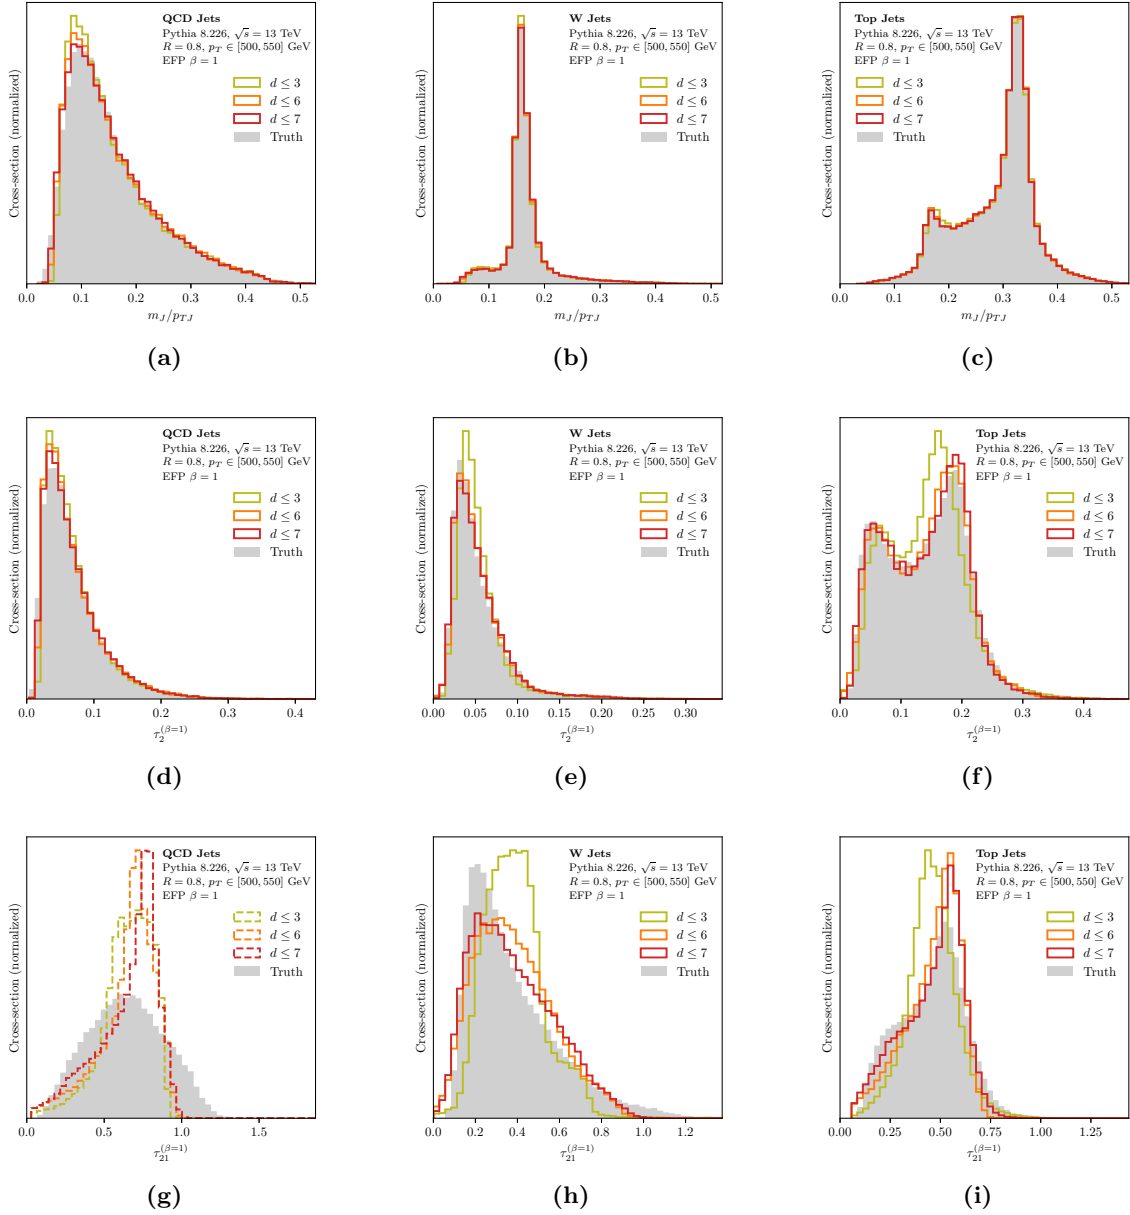 QCD Jets
Pythia 8.226, √s = 13 TeV
R = 0.8, p_T ∈ [500, 550] GeV
EFP β = 1
d ≤ 3
d ≤ 6
d ≤ 7
Truth
Cross-section (normalized)
0.0 0.1 0.2 0.3 0.4 0.5
m_J/p_{TJ}
(a)
W Jets
Pythia 8.226, √s = 13 TeV
R = 0.8, p_T ∈ [500, 550] GeV
EFP β = 1
d ≤ 3
d ≤ 6
d ≤ 7
Truth
Cross-section (normalized)
0.0 0.1 0.2 0.3 0.4 0.5
m_J/p_{TJ}
(b)
Top Jets
Pythia 8.226, √s = 13 TeV
R = 0.8, p_T ∈ [500, 550] GeV
EFP β = 1
d ≤ 3
d ≤ 6
d ≤ 7
Truth
Cross-section (normalized)
0.0 0.1 0.2 0.3 0.4 0.5
m_J/p_{TJ}
(c)
QCD Jets
Pythia 8.226, √s = 13 TeV
R = 0.8, p_T ∈ [500, 550] GeV
EFP β = 1
d ≤ 3
d ≤ 6
d ≤ 7
Truth
Cross-section (normalized)
0.0 0.1 0.2 0.3 0.4
τ_2^{(β=1)}
(d)
W Jets
Pythia 8.226, √s = 13 TeV
R = 0.8, p_T ∈ [500, 550] GeV
EFP β = 1
d ≤ 3
d ≤ 6
d ≤ 7
Truth
Cross-section (normalized)
0.00 0.05 0.10 0.15 0.20 0.25 0.30
τ_2^{(β=1)}
(e)
Top Jets
Pythia 8.226, √s = 13 TeV
R = 0.8, p_T ∈ [500, 550] GeV
EFP β = 1
d ≤ 3
d ≤ 6
d ≤ 7
Truth
Cross-section (normalized)
0.0 0.1 0.2 0.3 0.4
τ_2^{(β=1)}
(f)
QCD Jets
Pythia 8.226, √s = 13 TeV
R = 0.8, p_T ∈ [500, 550] GeV
EFP β = 1
d ≤ 3
d ≤ 6
d ≤ 7
Truth
Cross-section (normalized)
0.0 0.5 1.0 1.5
τ_{21}^{(β=1)}
(g)
W Jets
Pythia 8.226, √s = 13 TeV
R = 0.8, p_T ∈ [500, 550] GeV
EFP β = 1
d ≤ 3
d ≤ 6
d ≤ 7
Truth
Cross-section (normalized)
0.0 0.2 0.4 0.6 0.8 1.0 1.2
τ_{21}^{(β=1)}
(h)
Top Jets
Pythia 8.226, √s = 13 TeV
R = 0.8, p_T ∈ [500, 550] GeV
EFP β = 1
d ≤ 3
d ≤ 6
d ≤ 7
Truth
Cross-section (normalized)
0.00 0.25 0.50 0.75 1.00 1.25
τ_{21}^{(β=1)}
(i)